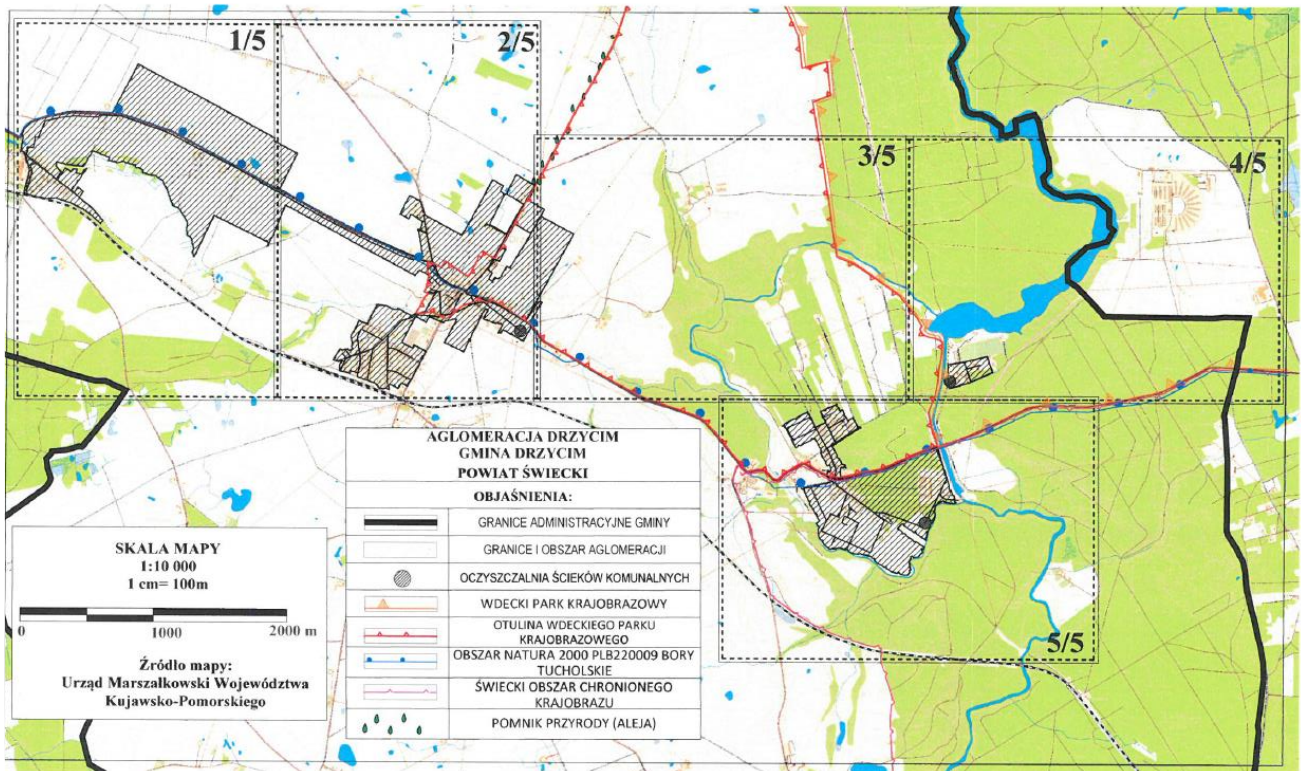 1/5
2/5
3/5
4/5
5/5
AGLOMERACJA DRZYCIM
GMINA DRZYCIM
POWIAT ŚWIECKI
OBJAŚNIENIA:
GRANICE ADMINISTRACYJNE GMINY
GRANICE I OBSZAR AGLOMERACJI
OCZYSZCZALNIA ŚCIEKÓW KOMUNALNYCH
WDECKI PARK KRAJOBRAZOWY
OTULINA WDECKIEGO PARKU
KRAJOBRAZOWEGO
OBSZAR NATURA 2000 PLB220009 BORY
TUCHOLSKIE
ŚWIECKI OBSZAR CHRONIONEGO
KRAJOBRAZU
POMNIK PRZYRODY (ALEJA)
SKALA MAPY
1:10 000
1 cm= 100m
0 1000 2000 m
Źródło mapy:
Urząd Marszałkowski Województwa
Kujawsko-Pomorskiego